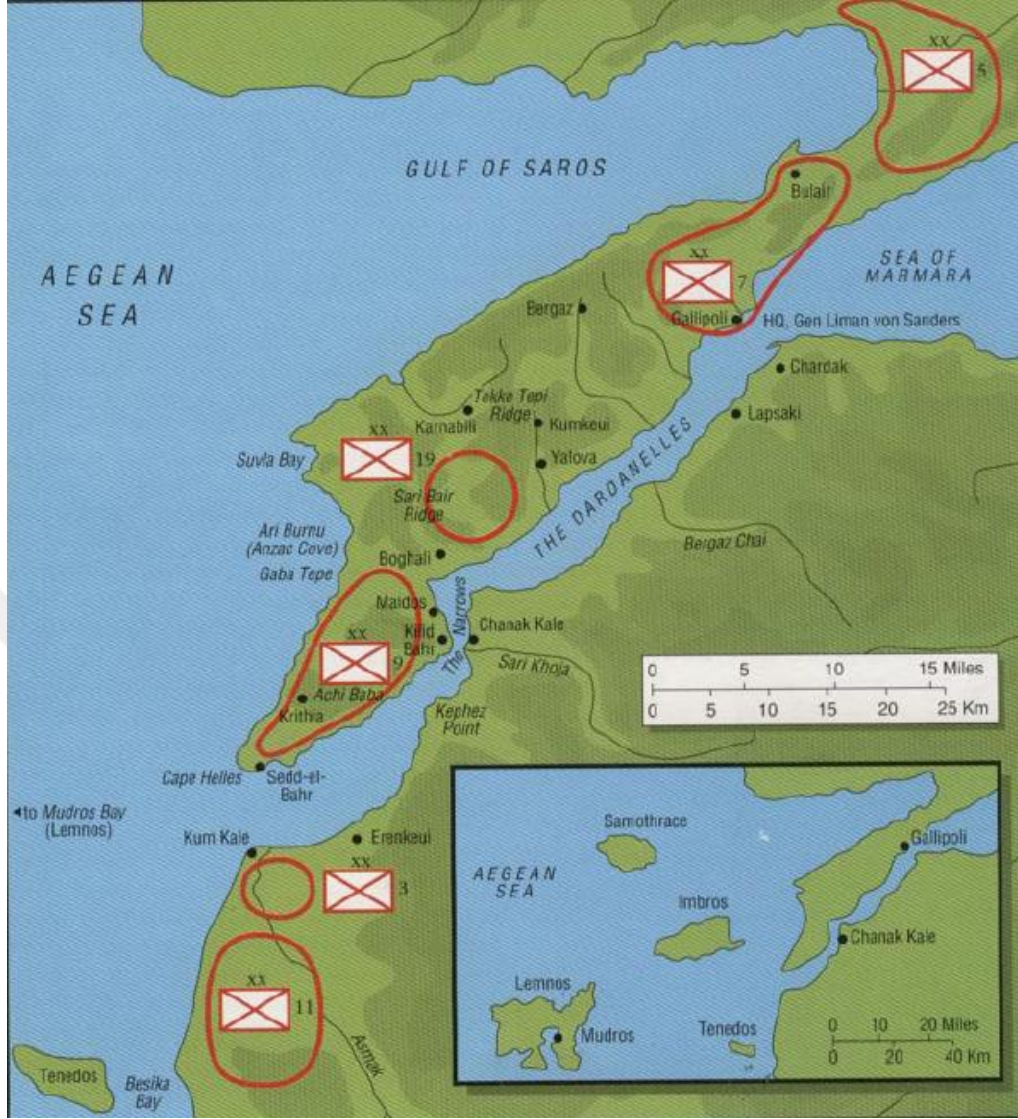 xx
5
GULF OF SAROS
Bulair
AEGEAN
SEA
SEA OF
MARMARA
xx
7
Bergaz
Gallipoli
HQ, Gen Liman von Sanders
Chardak
Tekke Tepi
Ridge
Karnabili
Kumkeui
Lapsaki
xx
19
Suvla Bay
Yalova
Sari Bair
Ridge
THE DARDANELLES
Ari Burnu
(Anzac Cove)
Bergaz Chai
Boghali
Gaba Tepe
Maidos
The Narrows
Kilid
Bahr
Chanak Kale
xx
9
Sari Khoja
0 5 10 15 Miles
0 5 10 15 20 25 Km
Achi Baba
Krithia
Kephez
Point
Cape Helles
Sedd-el-
Bahr
to Mudros Bay
(Lemnos)
Kum Kale
Erenkeui
xx
3
xx
11
Asmak
Tenedos
Besika
Bay
Samothrace
Gallipoli
AEGEAN
SEA
Imbros
Chanak Kale
Lemnos
Mudros
Tenedos
0 10 20 Miles
0 20 40 Km